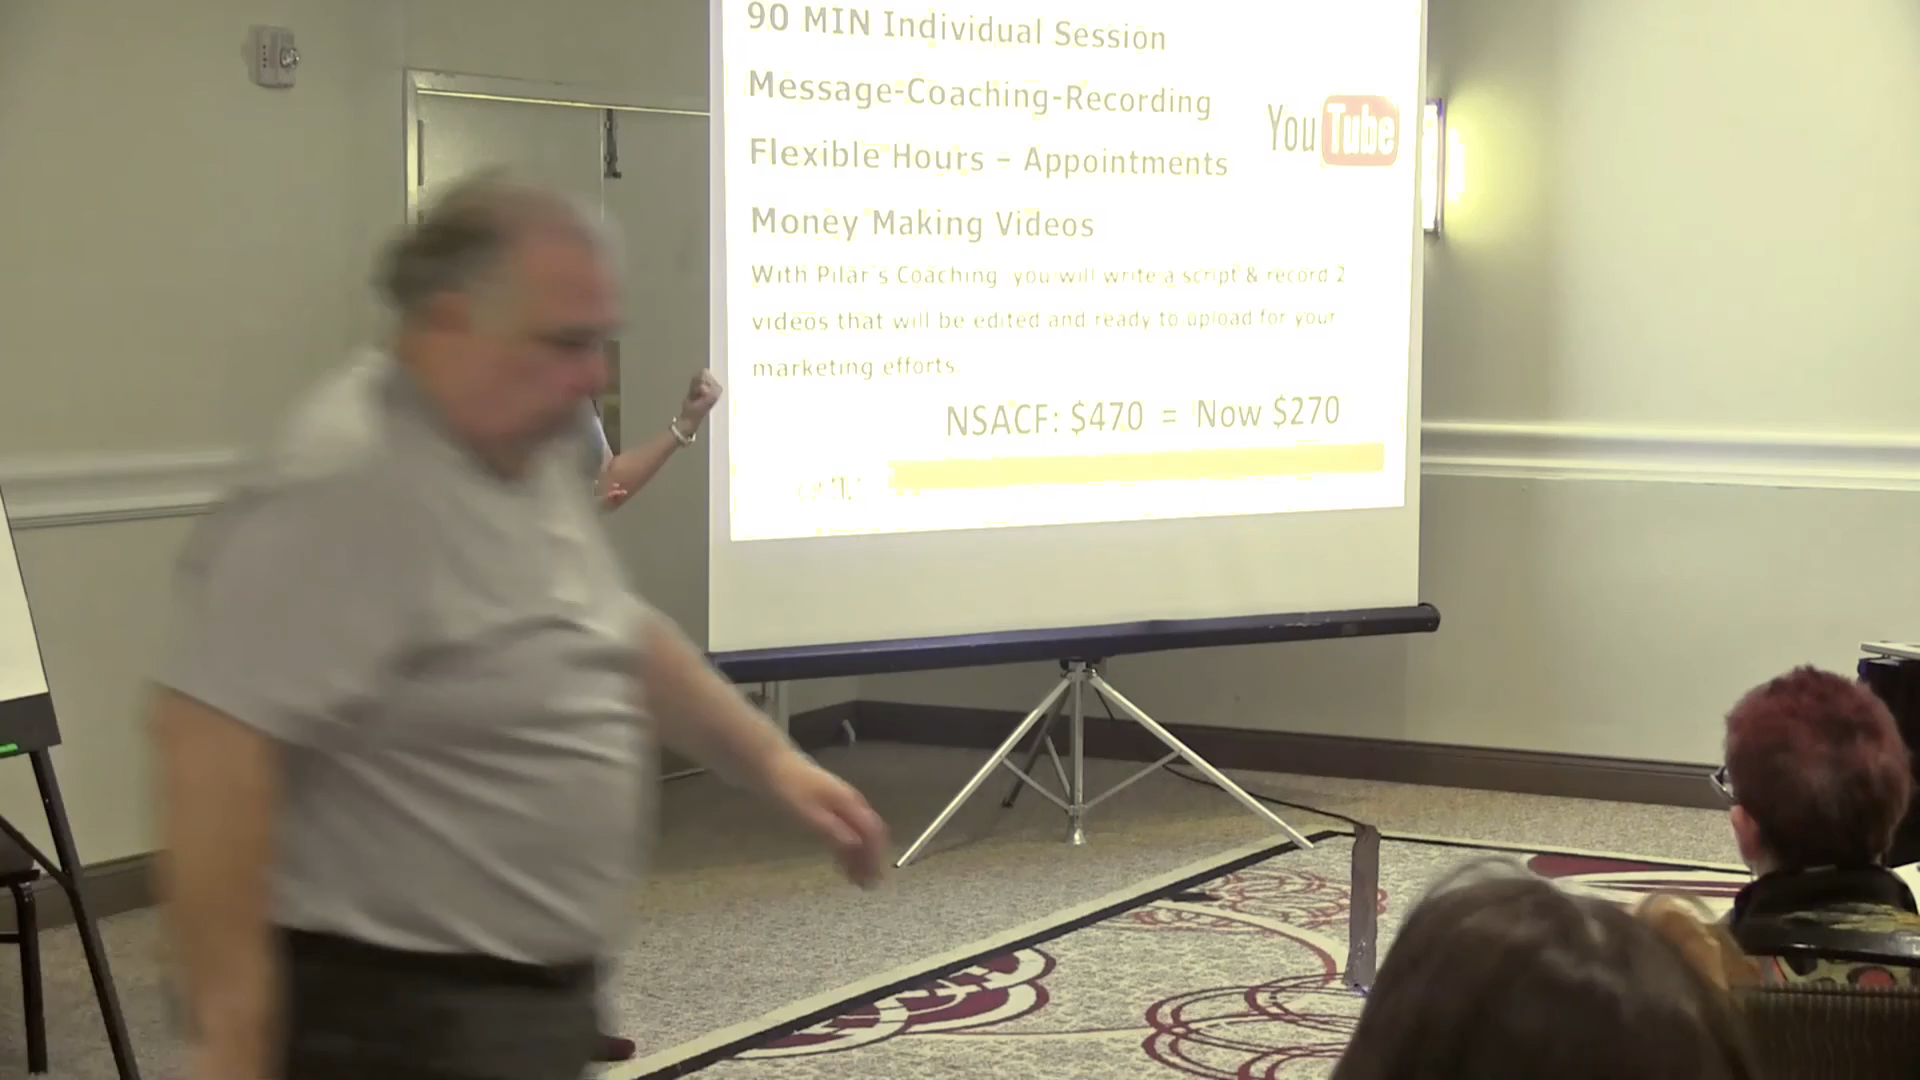 90 MIN Individual Session
Message-Coaching-Recording
YouTube
Flexible Hours – Appointments
Money Making Videos
With Pilar's Coaching you will write a script & record 2
videos that will be edited and ready to upload for your
marketing efforts
NSACF: $470 = Now $270